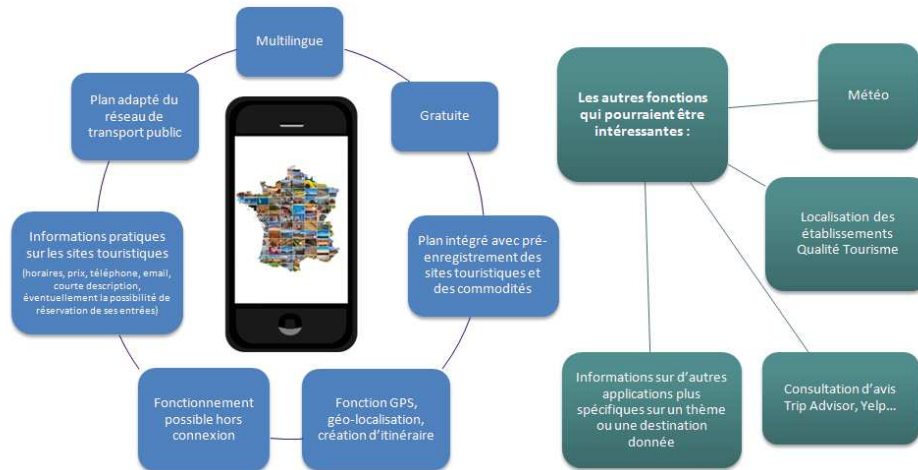 Multilingue
Gratuite
Plan intégré avec pré-
enregistrement des
sites touristiques et
des commodités
Fonction GPS,
géo-localisation,
création d'itinéraire
Fonctionnement
possible hors
connexion
Informations pratiques
sur les sites touristiques
(horaires, prix, téléphone, email,
courte description,
éventuellement la possibilité de
réservation de ses entrées)
Plan adapté du
réseau de
transport public
Les autres fonctions
qui pourraient être
intéressantes :
Météo
Localisation des
établissements
Qualité Tourisme
Consultation d'avis
Trip Advisor, Yelp...
Informations sur d'autres
applications plus
spécifiques sur un thème
ou une destination
donnée